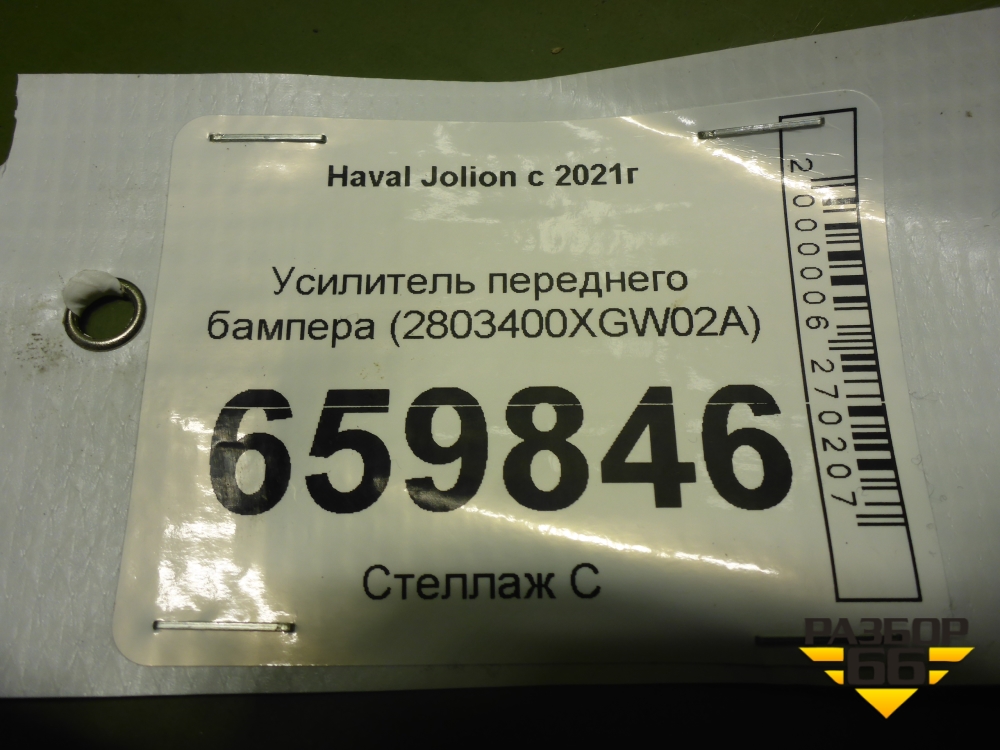 Haval Jolion с 2021г
Усилитель переднего
бампера (2803400XGW02A)
659846
Стеллаж С
2000006270207
РАЗБОР
66